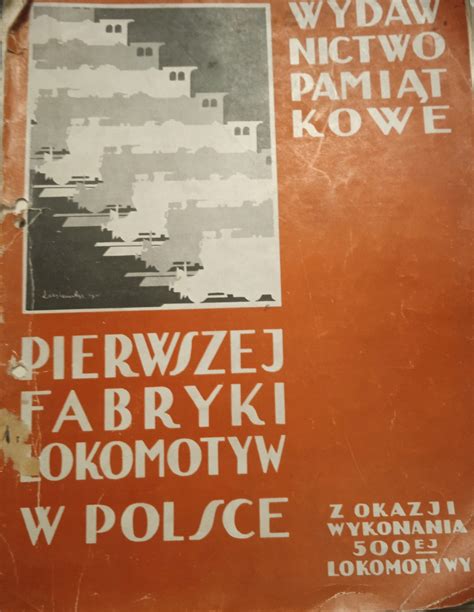 WYDAW
NICTWO
PAMIĄT
KOWE
PIERWSZEJ
FABRYKI
LOKOMOTYW
W POLSCE
Z OKAZJI
WYKONANIA
500EJ
LOKOMOTYWY